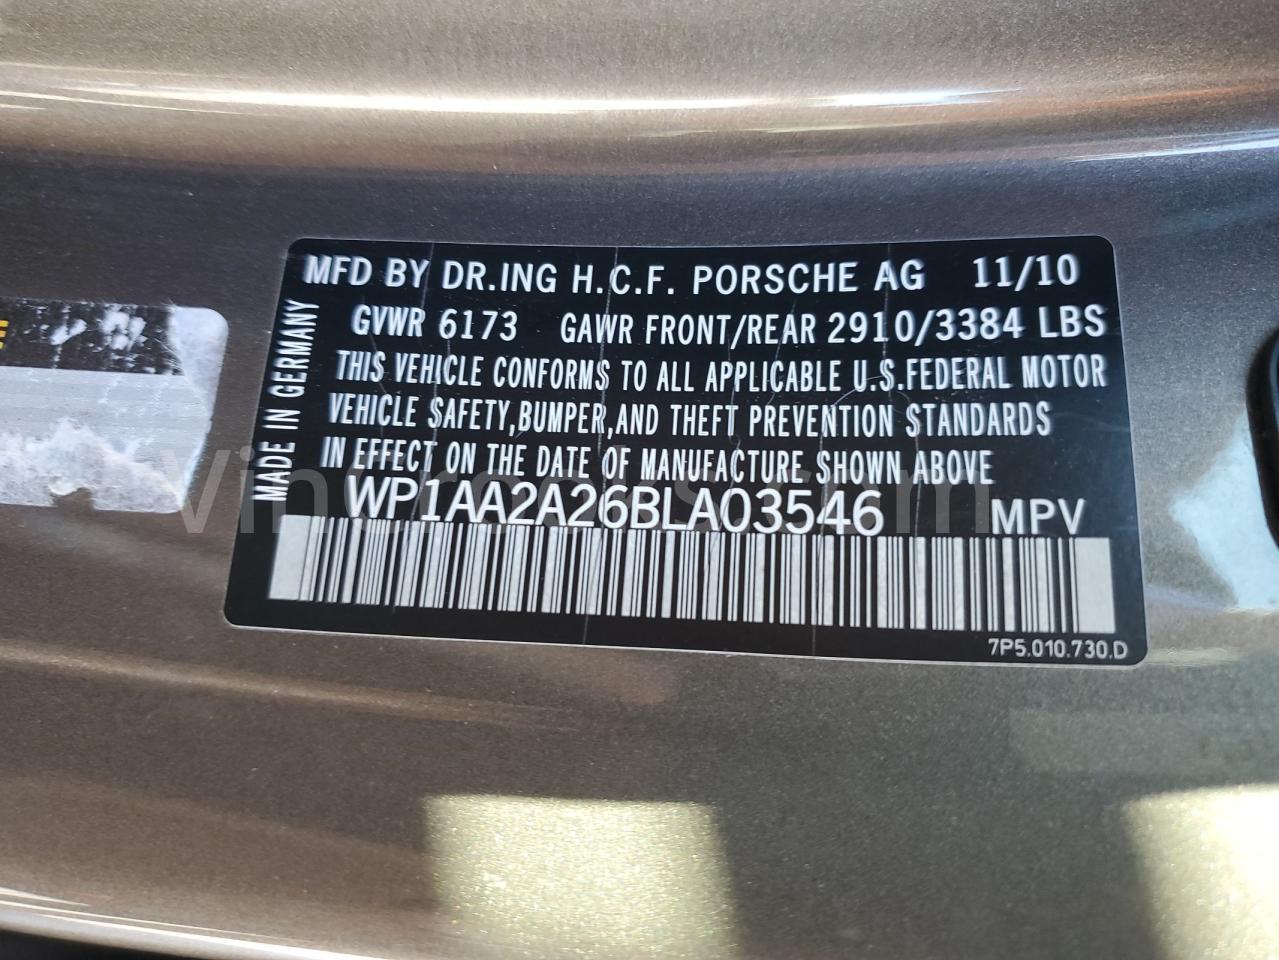 MFD BY DR.ING H.C.F. PORSCHE AG 11/10
GVWR 6173 GAWR FRONT/REAR 2910/3384 LBS
THIS VEHICLE CONFORMS TO ALL APPLICABLE U.S.FEDERAL MOTOR
VEHICLE SAFETY,BUMPER,AND THEFT PREVENTION STANDARDS
IN EFFECT ON THE DATE OF MANUFACTURE SHOWN ABOVE
WP1AA2A26BLA03546 MPV
7P5.010.730.D
MADE IN GERMANY